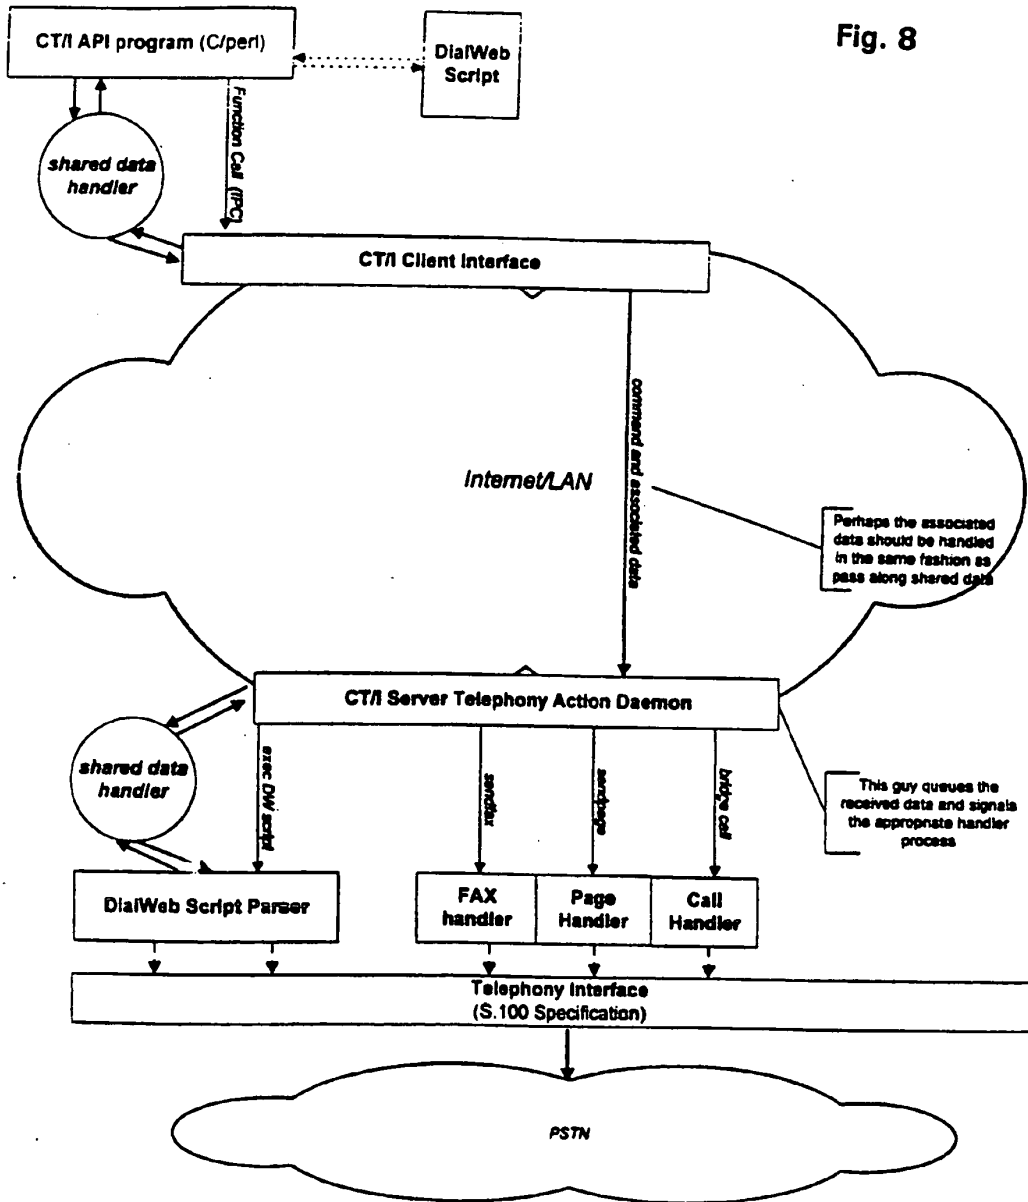 Fig. 8
CT/I API program (C/perl)
DialWeb
Script
shared data
handler
Function Call (IPC)
CT/I Client Interface
command and associated data
Internet/LAN
Perhaps the associated
data should be handled
in the same fashion as
pass along shared data
CT/I Server Telephony Action Daemon
shared data
handler
exec DW script
sendfax
sendpage
bridge call
This guy queues the
received data and signals
the appropriate handler
process
DialWeb Script Parser
FAX
handler
Page
Handler
Call
Handler
Telephony Interface
(S.100 Specification)
PSTN